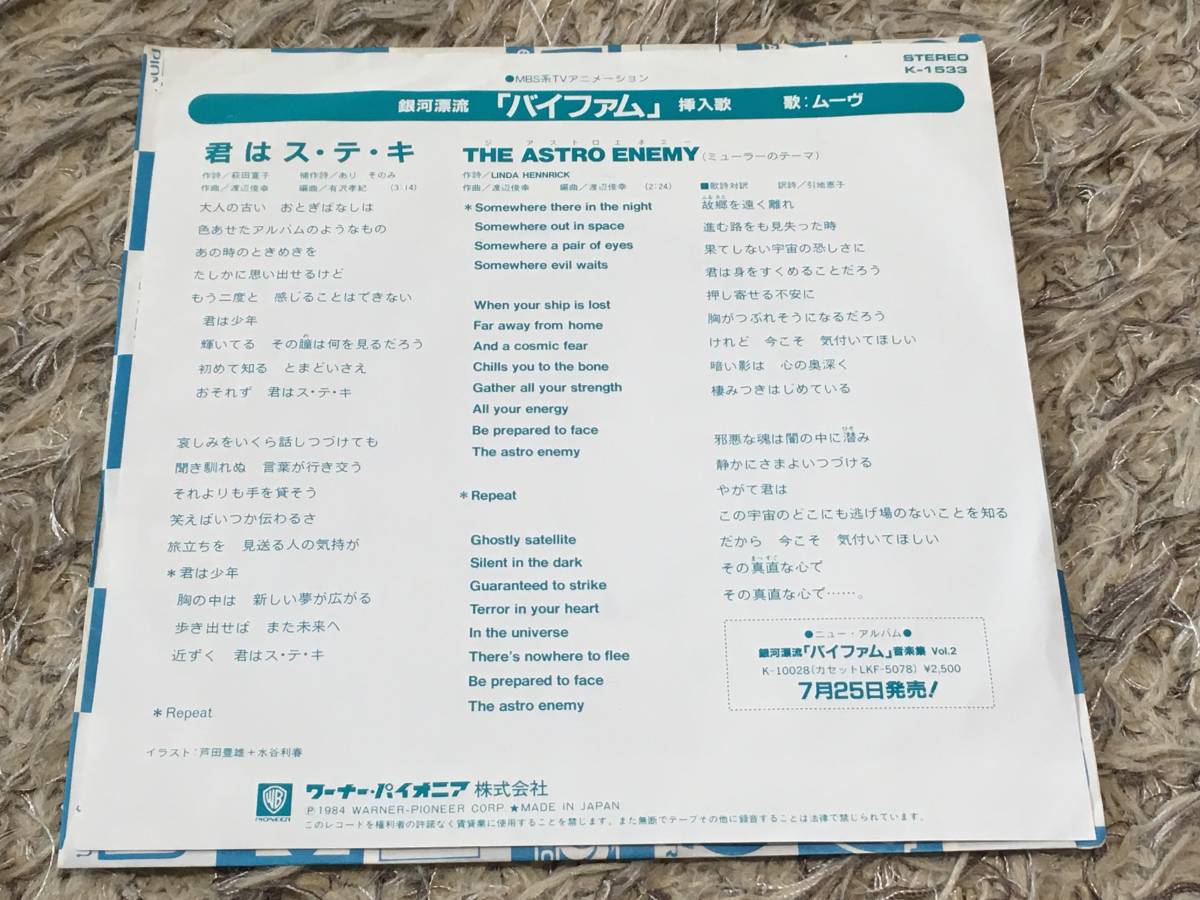 STEREO
K-1533
●MBS系TVアニメーション
銀河漂流 「バイファム」 挿入歌 歌:ムーヴ
君はス・テ・キ
作詩/萩田寛子 補作詩/あり そのみ
作曲/渡辺俊幸 編曲/有沢孝紀 (3:14)
大人の古い おとぎばなしは
色あせたアルバムのようなもの
あの時のときめきを
たしかに思い出せるけど
もう二度と 感じることはできない
君は少年
輝いてる その瞳は何を見るだろう
初めて知る とまどいさえ
おそれず 君はス・テ・キ
哀しみをいくら話しつづけても
聞き馴れぬ 言葉が行き交う
それよりも手を貸そう
笑えばいつか伝わるさ
旅立ちを 見送る人の気持が
*君は少年
胸の中は 新しい夢が広がる
歩き出せば また未来へ
近ずく 君はス・テ・キ
*Repeat
イラスト:芦田豊雄+水谷利春
ジ アストロエネミー
THE ASTRO ENEMY(ミューラーのテーマ)
作詩/LINDA HENNRICK
作曲/渡辺俊幸 編曲/渡辺俊幸 (2:24)
*Somewhere there in the night
Somewhere out in space
Somewhere a pair of eyes
Somewhere evil waits
When your ship is lost
Far away from home
And a cosmic fear
Chills you to the bone
Gather all your strength
All your energy
Be prepared to face
The astro enemy
*Repeat
Ghostly satellite
Silent in the dark
Guaranteed to strike
Terror in your heart
In the universe
There's nowhere to flee
Be prepared to face
The astro enemy
■歌詩対訳 訳詩/引地恵子
故郷を遠く離れ
進む路をも見失った時
果てしない宇宙の恐しさに
君は身をすくめることだろう
押し寄せる不安に
胸がつぶれそうになるだろう
けれど 今こそ 気付いてほしい
暗い影は 心の奥深く
棲みつきはじめている
邪悪な魂は闇の中に潜み
静かにさまよいつづける
やがて君は
この宇宙のどこにも逃げ場のないことを知る
だから 今こそ 気付いてほしい
その真直な心で
その真直な心で……。
●ニュー・アルバム●
銀河漂流「バイファム」音楽集 Vol.2
K-10028(カセットLKF-5078)¥2,500
7月25日発売!
WB
PIONEER
ワーナー・パイオニア株式会社
Ⓟ1984 WARNER-PIONEER CORP. ★MADE IN JAPAN
このレコードを権利者の許諾なく賃貸業に使用することを禁じます。また無断でテープその他に録音することは法律で禁じられています。